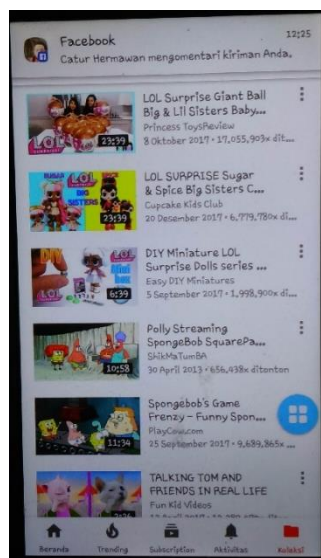 Facebook
12:25
Catur Hermawan mengomentari kiriman Anda.
LOL Surprise Giant Ball
Big & Lil Sisters Baby...
Princess ToysReview
8 Oktober 2017 • 17,055,903x dit...
23:39
LOL SURPRISE Sugar
& Spice Big Sisters C...
Cupcake Kids Club
20 Desember 2017 • 6,779,780x di...
BIG
SISTERS
23:39
DIY Miniature LOL
Surprise Dolls series ...
Easy DIY Miniatures
5 September 2017 • 1,998,900x di...
LOL
Mini
box
6:39
Polly Streaming
SpongeBob SquarePa...
ShikMaTumBA
30 April 2013 • 656,438x ditonton
10:58
Spongebob's Game
Frenzy - Funny Spon...
PlayCow.com
25 September 2017 • 9,689,865x ...
11:34
TALKING TOM AND
FRIENDS IN REAL LIFE
Fun Kid Videos
Beranda
Trending
Subscription
Aktivitas
Koleksi